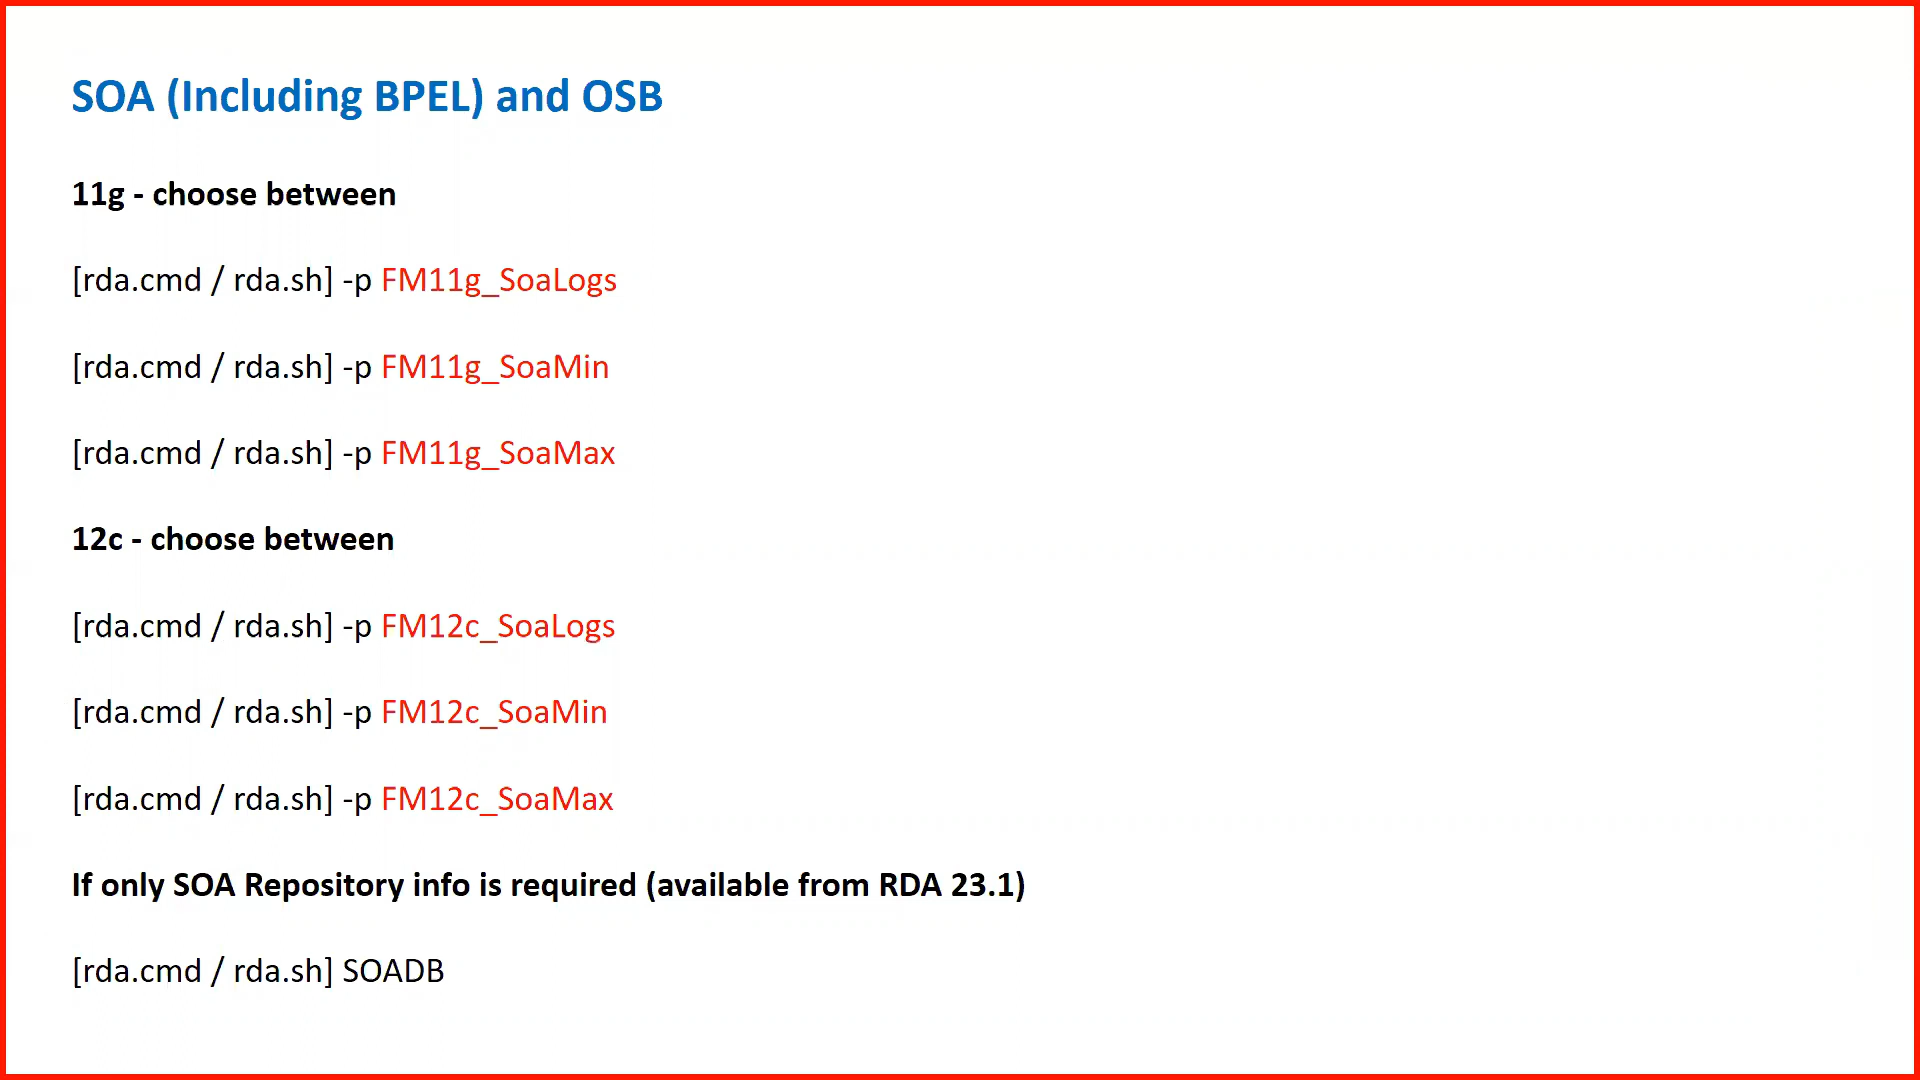 SOA (Including BPEL) and OSB
11g - choose between
[rda.cmd / rda.sh] -p FM11g_SoaLogs
[rda.cmd / rda.sh] -p FM11g_SoaMin
[rda.cmd / rda.sh] -p FM11g_SoaMax
12c - choose between
[rda.cmd / rda.sh] -p FM12c_SoaLogs
[rda.cmd / rda.sh] -p FM12c_SoaMin
[rda.cmd / rda.sh] -p FM12c_SoaMax
If only SOA Repository info is required (available from RDA 23.1)
[rda.cmd / rda.sh] SOADB